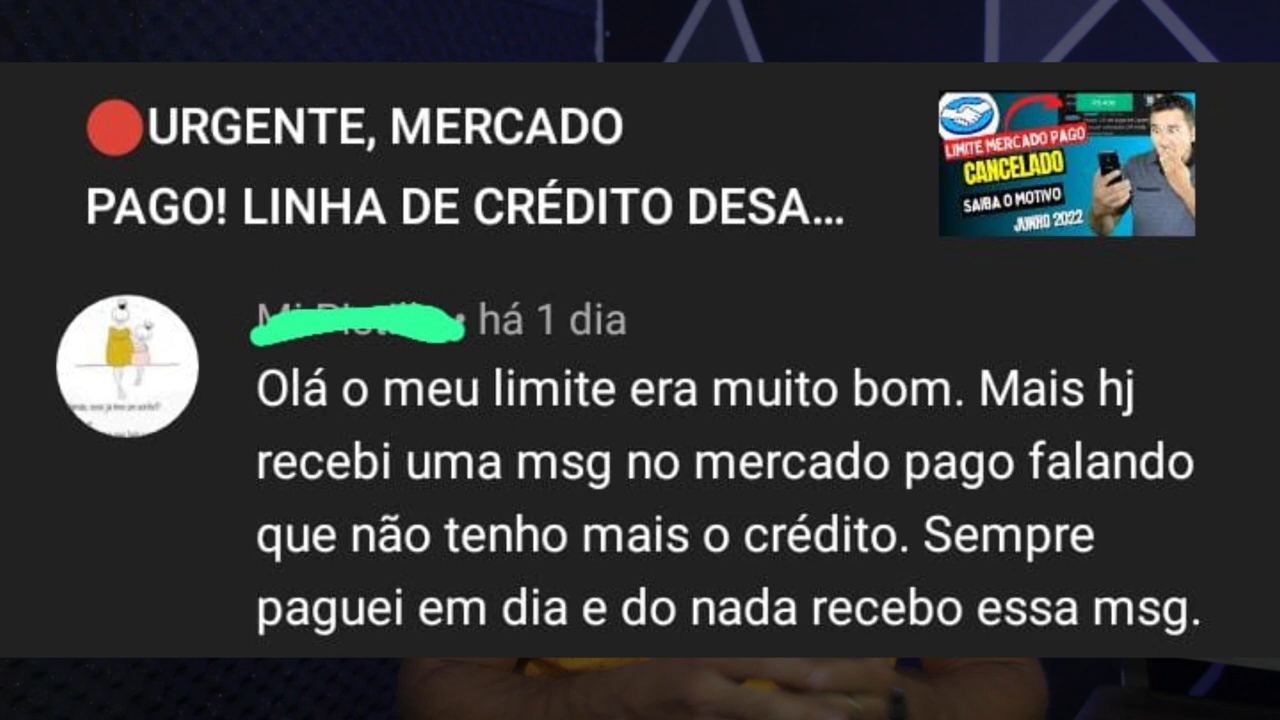 URGENTE, MERCADO
PAGO! LINHA DE CRÉDITO DESA...
LIMITE MERCADO PAGO
CANCELADO
SAIBA O MOTIVO
JUNHO 2022
• há 1 dia
Olá o meu limite era muito bom. Mais hj
recebi uma msg no mercado pago falando
que não tenho mais o crédito. Sempre
paguei em dia e do nada recebo essa msg.